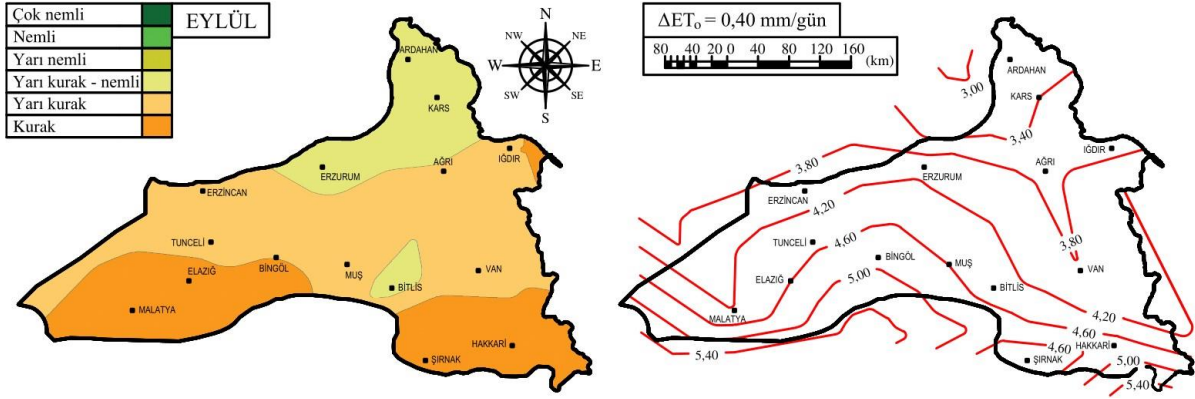 Çok nemli
Nemli
Yarı nemli
Yarı kurak - nemli
Yarı kurak
Kurak
EYLÜL
N
NW
NE
W
E
SW
SE
S
ARDAHAN
KARS
IĞDIR
AĞRI
ERZURUM
ERZİNCAN
TUNCELİ
BİNGÖL
ELAZIĞ
MUŞ
VAN
BİTLİS
MALATYA
HAKKARİ
ŞIRNAK
ΔETₒ = 0,40 mm/gün
80 40 20 0 40 80 120 160
(km)
3,00
ARDAHAN
KARS
3,40
IĞDIR
3,80
AĞRI
ERZURUM
ERZİNCAN
4,20
TUNCELİ
4,60
3,80
BİNGÖL
MUŞ
VAN
ELAZIĞ
5,00
BİTLİS
MALATYA
4,20
4,60
5,40
4,60
HAKKARİ
ŞIRNAK
5,00
5,40